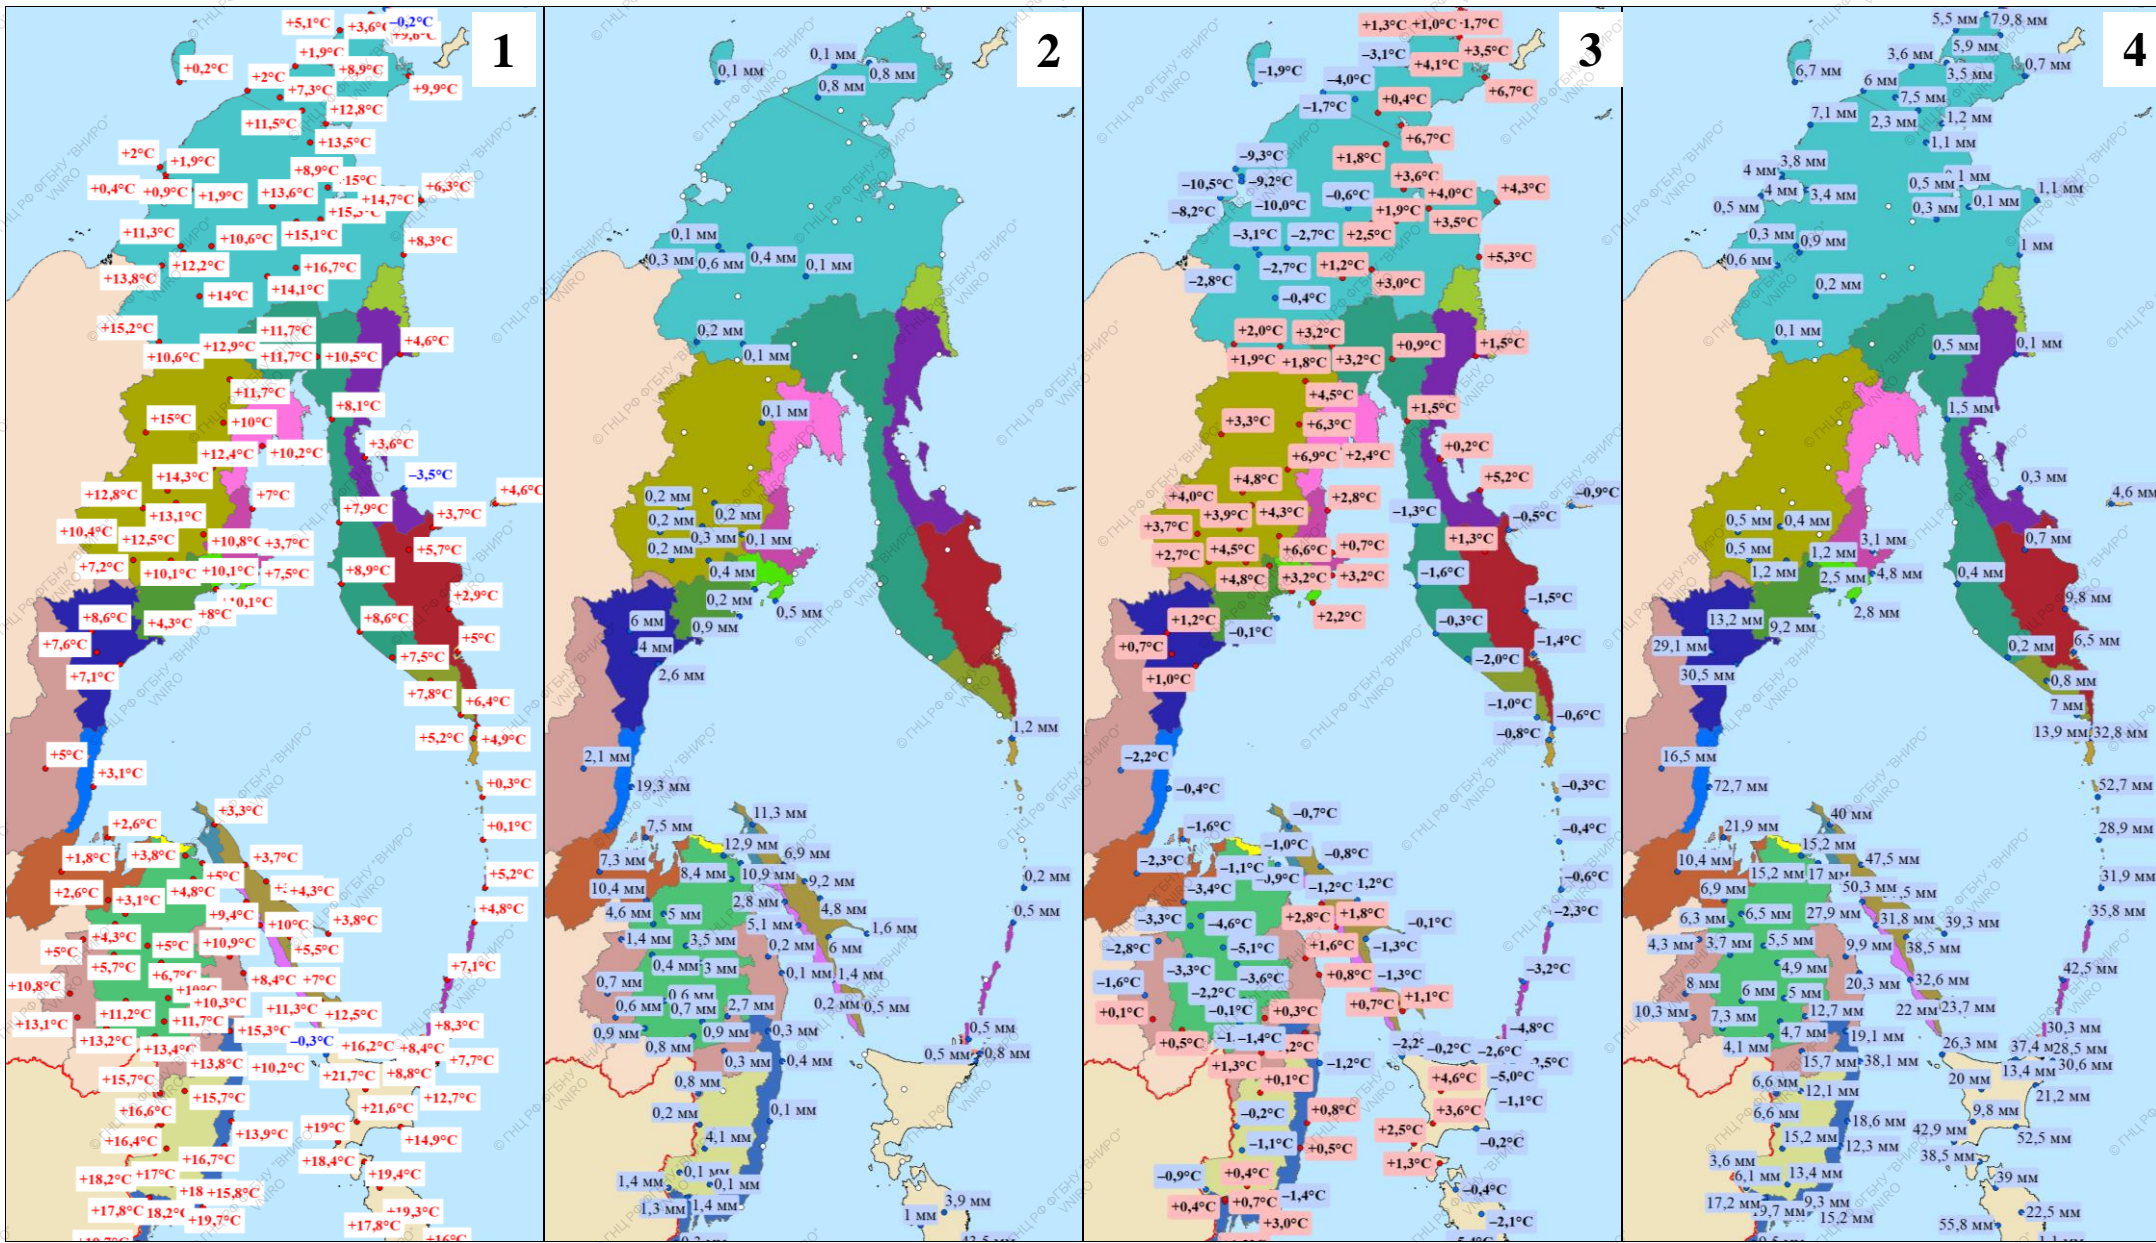 1
+5,1°C
+3,6°C
–0,2°C
+1,9°C
+0,2°C
+8,9°C
+2°C
+7,3°C
+9,9°C
+12,8°C
+11,5°C
+13,5°C
+2°C
+1,9°C
+8,9°C
+0,4°C
+0,9°C
+1,9°C
+13,6°C
+14,7°C
+6,3°C
+11,3°C
+10,6°C
+15,1°C
+8,3°C
+12,2°C
+16,7°C
+13,8°C
+14°C
+14,1°C
+15,2°C
+11,7°C
+12,9°C
+10,6°C
+11,7°C
+10,5°C
+4,6°C
+11,7°C
+8,1°C
+15°C
+10°C
+12,4°C
+10,2°C
+3,6°C
+14,3°C
–3,5°C
+12,8°C
+7°C
+4,6°C
+13,1°C
+7,9°C
+3,7°C
+10,4°C
+12,5°C
+10,8°C
+3,7°C
+5,7°C
+7,2°C
+10,1°C
+10,1°C
+7,5°C
+8,9°C
+2,9°C
+8,6°C
+4,3°C
+8°C
+8,6°C
+5°C
+7,6°C
+7,5°C
+7,1°C
+7,8°C
+6,4°C
+5,2°C
+4,9°C
+5°C
+3,1°C
+0,3°C
+3,3°C
+2,6°C
+0,1°C
+1,8°C
+3,8°C
+3,7°C
+5°C
+5,2°C
+2,6°C
+3,1°C
+4,8°C
+4,3°C
+9,4°C
+10°C
+3,8°C
+4,8°C
+4,3°C
+5°C
+5°C
+10,9°C
+5,5°C
+5,7°C
+6,7°C
+8,4°C
+7°C
+7,1°C
+10,8°C
+10,3°C
+11,3°C
+12,5°C
+13,1°C
+11,2°C
+11,7°C
+15,3°C
–0,3°C
+16,2°C
+8,3°C
+13,2°C
+13,4°C
+13,8°C
+10,2°C
+8,4°C
+7,7°C
+15,7°C
+21,7°C
+8,8°C
+15,7°C
+12,7°C
+16,6°C
+21,6°C
+16,4°C
+13,9°C
+19°C
+14,9°C
+16,7°C
+18,4°C
+18,2°C
+17°C
+19,4°C
+15,8°C
+17,8°C
+19,7°C
+17,8°C
2
0,1 мм
0,1 мм
0,8 мм
0,8 мм
0,1 мм
0,3 мм
0,6 мм
0,4 мм
0,1 мм
0,2 мм
0,1 мм
0,1 мм
0,2 мм
0,2 мм
0,2 мм
0,3 мм
0,1 мм
0,2 мм
0,4 мм
0,2 мм
0,5 мм
6 мм
0,9 мм
4 мм
2,6 мм
1,2 мм
2,1 мм
19,3 мм
11,3 мм
7,5 мм
12,9 мм
6,9 мм
7,3 мм
8,4 мм
10,9 мм
9,2 мм
0,2 мм
10,4 мм
2,8 мм
4,6 мм
5 мм
4,8 мм
0,5 мм
5,1 мм
1,6 мм
1,4 мм
3,5 мм
0,2 мм
6 мм
0,4 мм
3 мм
0,1 мм
1,4 мм
0,7 мм
0,6 мм
0,6 мм
0,7 мм
2,7 мм
0,2 мм
0,5 мм
0,9 мм
0,9 мм
0,3 мм
0,5 мм
0,8 мм
0,3 мм
0,4 мм
0,5 мм
0,8 мм
0,8 мм
0,2 мм
0,1 мм
4,1 мм
0,1 мм
1,4 мм
0,1 мм
1,3 мм
1,4 мм
3,9 мм
1 мм
3
+1,3°C
+1,0°C
–3,1°C
+3,5°C
+4,1°C
–1,9°C
–4,0°C
+6,7°C
–1,7°C
+0,4°C
+6,7°C
–9,3°C
+1,8°C
–10,5°C
–9,2°C
+3,6°C
–0,6°C
+4,0°C
+4,3°C
–8,2°C
–10,0°C
+1,9°C
+3,5°C
–3,1°C
–2,7°C
+2,5°C
+5,3°C
–2,8°C
–2,7°C
+1,2°C
+3,0°C
–0,4°C
+2,0°C
+3,2°C
+0,9°C
+1,5°C
+1,9°C
+1,8°C
+3,2°C
+4,5°C
+1,5°C
+3,3°C
+6,3°C
+0,2°C
+6,9°C
+2,4°C
+4,8°C
+5,2°C
+4,0°C
+2,8°C
–0,9°C
+3,7°C
+3,9°C
+4,3°C
–1,3°C
–0,5°C
+2,7°C
+4,5°C
+6,6°C
+0,7°C
+1,3°C
+4,8°C
+3,2°C
+3,2°C
–1,6°C
–1,5°C
+1,2°C
–0,1°C
+2,2°C
–0,3°C
–1,4°C
+0,7°C
–2,0°C
+1,0°C
–1,0°C
–0,6°C
–0,8°C
–2,2°C
–0,4°C
–0,3°C
–0,7°C
–1,6°C
–0,4°C
–1,0°C
–2,3°C
–1,1°C
–0,8°C
–3,4°C
–1,2°C
–0,6°C
–3,3°C
–4,6°C
+2,8°C
+1,8°C
–0,1°C
–2,3°C
–2,8°C
–5,1°C
+1,6°C
–1,3°C
–3,3°C
–3,6°C
+0,8°C
–1,3°C
–3,2°C
–1,6°C
–2,2°C
+0,7°C
+1,1°C
+0,1°C
–0,1°C
+0,3°C
–4,8°C
+0,5°C
–1,4°C
–0,2°C
–2,6°C
+1,3°C
–1,2°C
+0,1°C
+4,6°C
–5,0°C
–0,2°C
+0,8°C
+3,6°C
–1,1°C
–1,1°C
+0,5°C
+2,5°C
–0,2°C
–0,9°C
+0,4°C
+1,3°C
+0,4°C
+0,7°C
–1,4°C
–0,4°C
+3,0°C
–2,1°C
4
5,5 мм
9,8 мм
3,6 мм
5,9 мм
6,7 мм
6 мм
3,5 мм
0,7 мм
7,5 мм
7,1 мм
2,3 мм
1,2 мм
1,1 мм
3,8 мм
4 мм
4 мм
3,4 мм
0,5 мм
1,1 мм
0,5 мм
0,3 мм
0,1 мм
0,3 мм
0,9 мм
1 мм
0,6 мм
0,2 мм
0,1 мм
0,5 мм
0,1 мм
1,5 мм
0,3 мм
4,6 мм
0,5 мм
0,4 мм
0,5 мм
1,2 мм
3,1 мм
0,7 мм
1,2 мм
2,5 мм
4,8 мм
0,4 мм
2,8 мм
9,8 мм
13,2 мм
9,2 мм
29,1 мм
6,5 мм
30,5 мм
0,2 мм
0,8 мм
7 мм
13,9 мм
32,8 мм
16,5 мм
72,7 мм
52,7 мм
40 мм
21,9 мм
28,9 мм
10,4 мм
15,2 мм
47,5 мм
15,2 мм
17 мм
6,9 мм
50,3 мм
31,9 мм
6,3 мм
6,5 мм
27,9 мм
31,8 мм
39,3 мм
35,8 мм
4,3 мм
3,7 мм
5,5 мм
9,9 мм
38,5 мм
4,9 мм
42,5 мм
8 мм
6 мм
5 мм
20,3 мм
32,6 мм
10,3 мм
7,3 мм
12,7 мм
22 мм
23,7 мм
4,7 мм
19,1 мм
30,3 мм
4,1 мм
15,7 мм
38,1 мм
26,3 мм
37,4 мм
28,5 мм
13,4 мм
30,6 мм
6,6 мм
12,1 мм
20 мм
21,2 мм
6,6 мм
18,6 мм
9,8 мм
15,2 мм
12,3 мм
42,9 мм
52,5 мм
3,6 мм
38,5 мм
6,1 мм
13,4 мм
39 мм
17,2 мм
9,7 мм
9,3 мм
15,2 мм
22,5 мм
55,8 мм
© ГНЦ РФ ФГБНУ "ВНИРО"
VNIRO